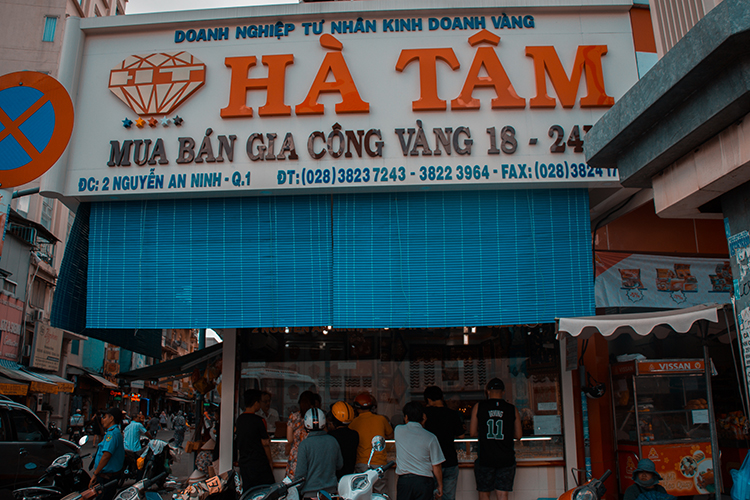 DOANH NGHIỆP TƯ NHÂN KINH DOANH VÀNG
HT
HÀ TÂM
MUA BÁN GIA CÔNG VÀNG 18 - 24
ĐC: 2 NGUYỄN AN NINH - Q.1 ĐT: (028) 3823 7243 - 3822 3964 - FAX: (028) 3824 17
VISSAN
11